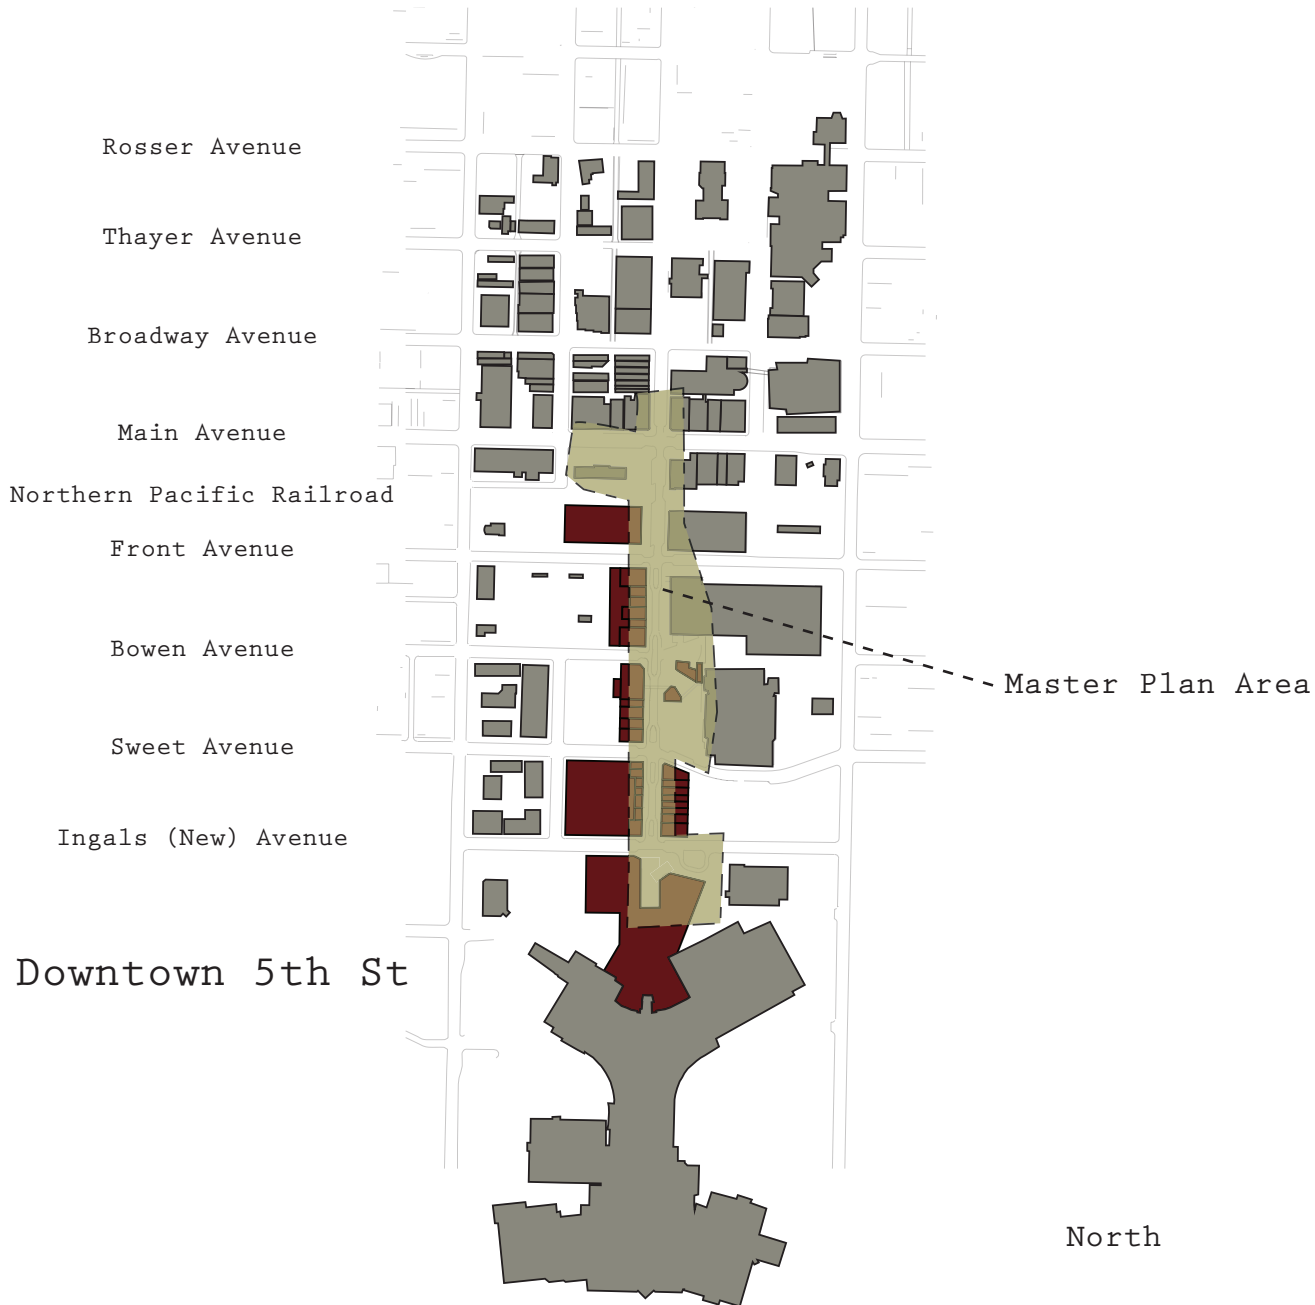 Rosser Avenue
Thayer Avenue
Broadway Avenue
Main Avenue
Northern Pacific Railroad
Front Avenue
Bowen Avenue
Master Plan Area
Sweet Avenue
Ingals (New) Avenue
Downtown 5th St
North